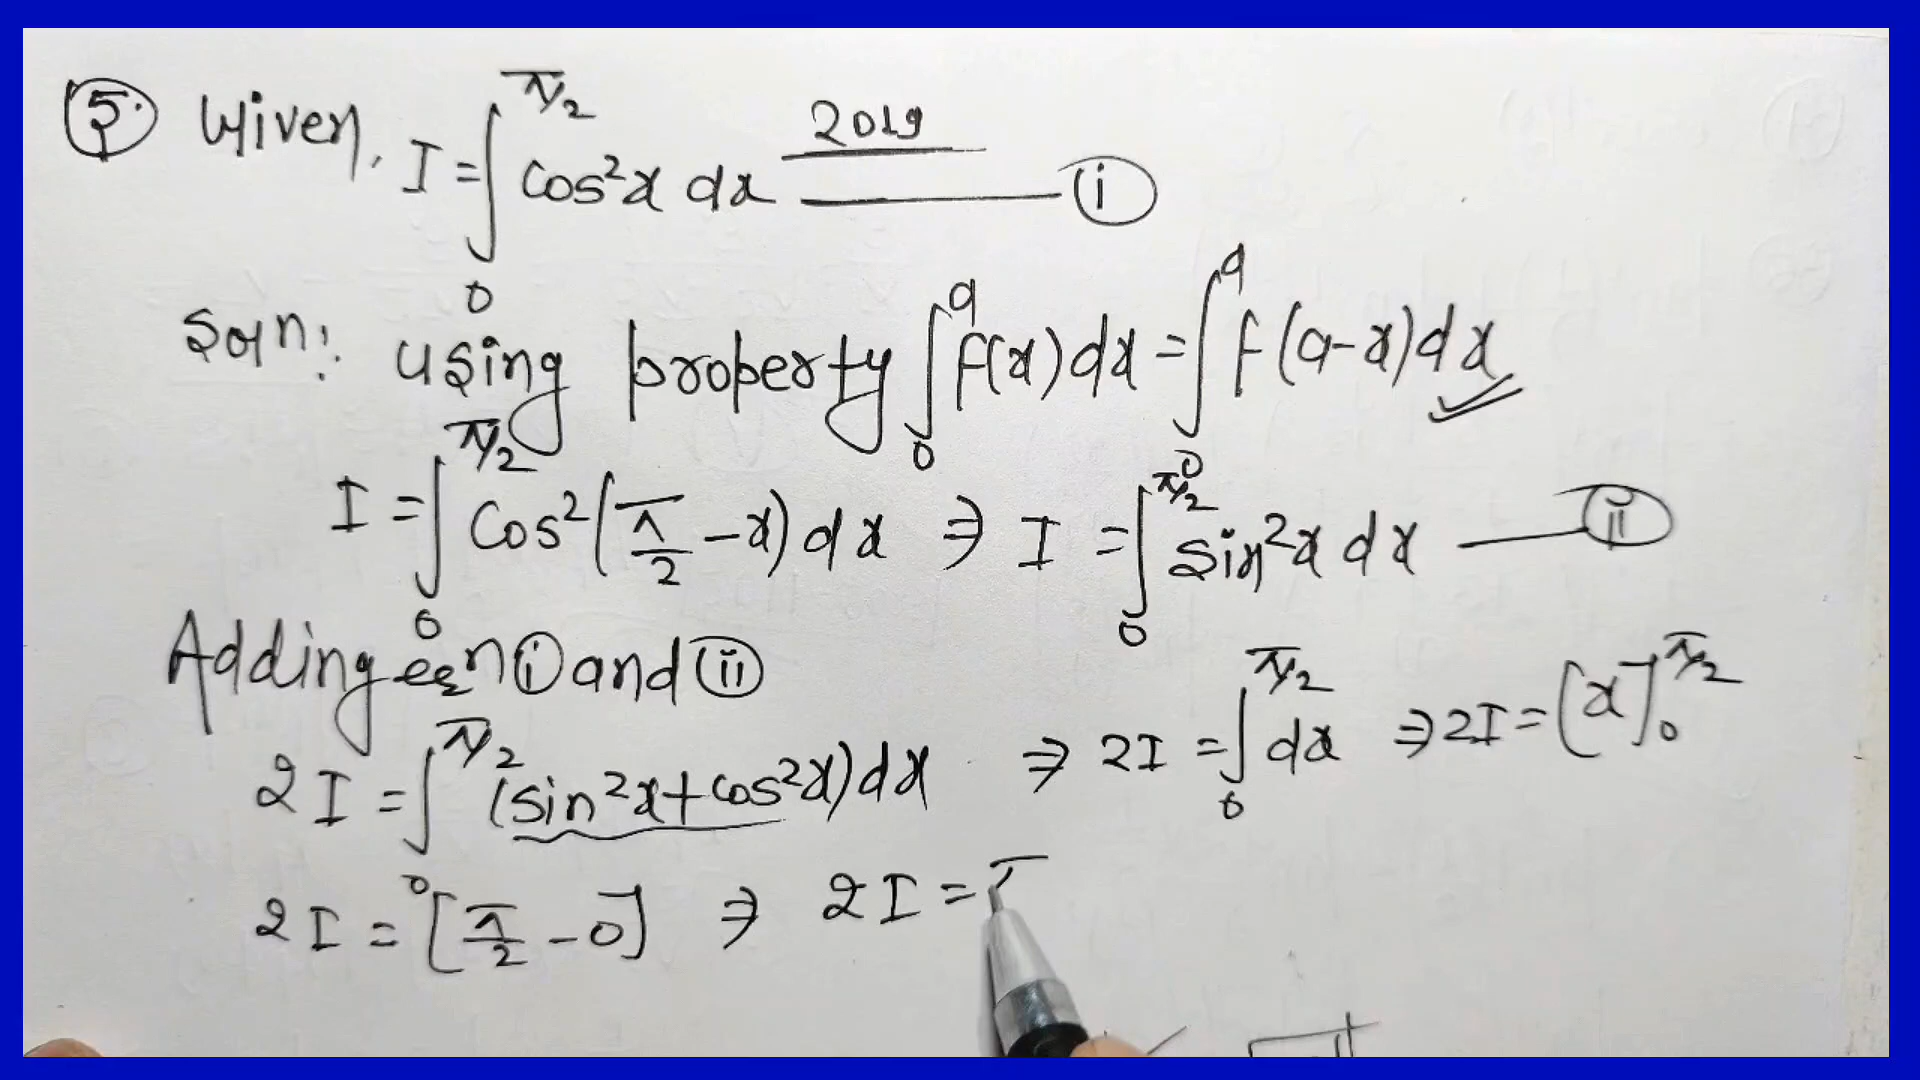 5. Given, I = ∫₀^(π/2) cos²x dx —— (i) 2019
Soln: using property ∫₀^a f(x) dx = ∫₀^a f(a-x) dx
I = ∫₀^(π/2) cos²(π/2 - x) dx ⇒ I = ∫₀^(π/2) sin²x dx —— (ii)
Adding eqn (i) and (ii)
2I = ∫₀^(π/2) (sin²x + cos²x) dx ⇒ 2I = ∫₀^(π/2) dx ⇒ 2I = [x]₀^(π/2)
2I = [π/2 - 0] ⇒ 2I =